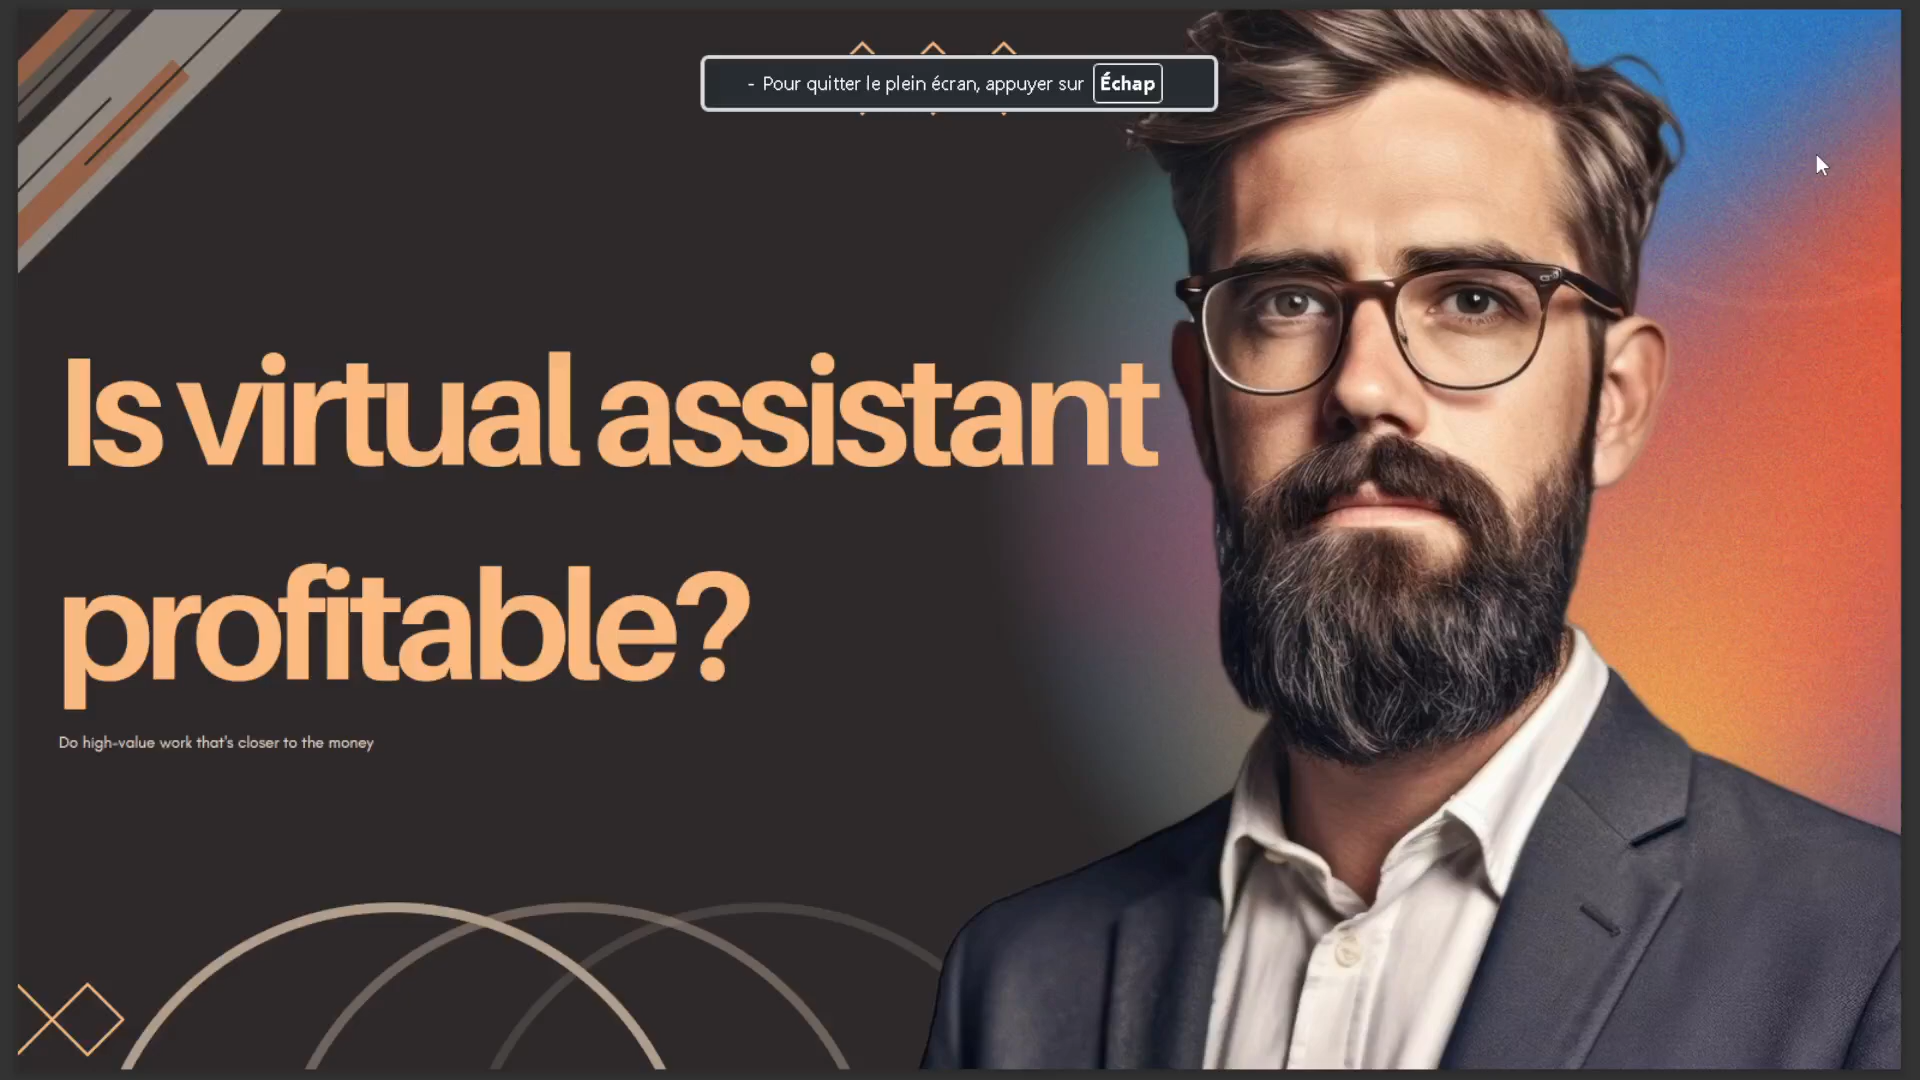 - Pour quitter le plein écran, appuyer sur Échap
Is virtual assistant
profitable?
Do high-value work that's closer to the money